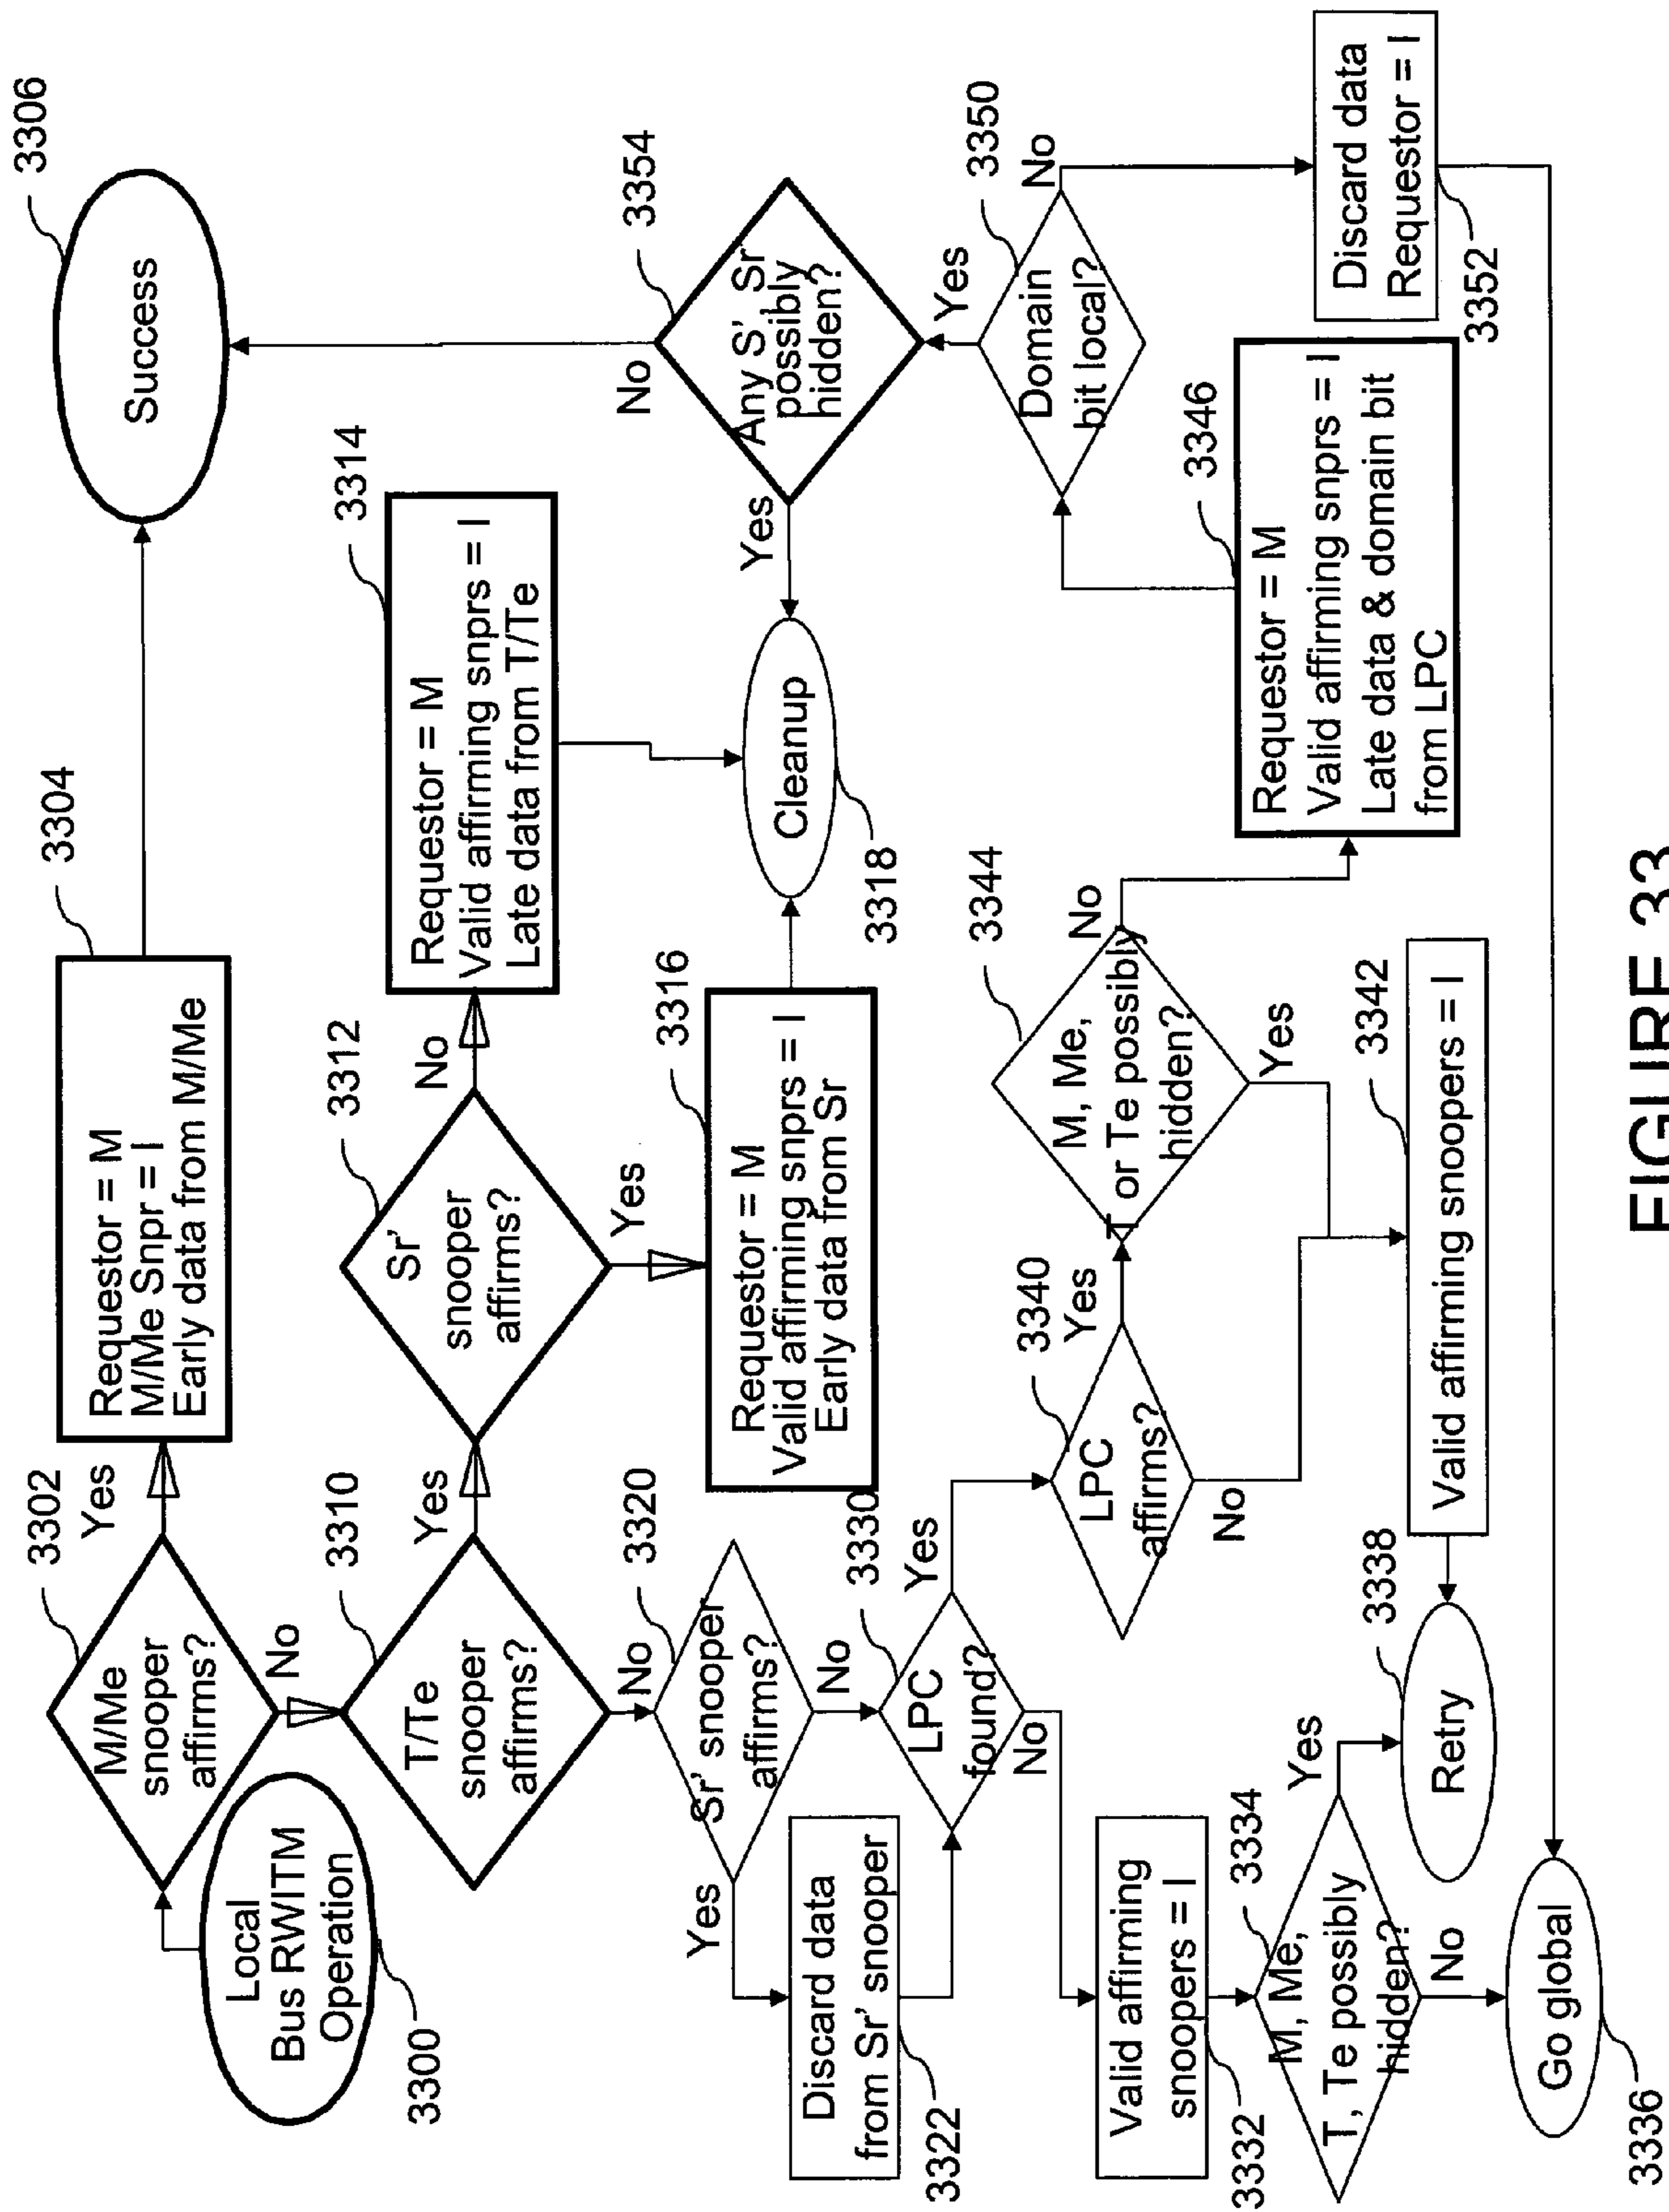 3300
Local
Bus RWITM
Operation
3302
M/Me
snooper
affirms?
Yes
No
3304
Requestor = M
M/Me Snpr = I
Early data from M/Me
3306
Success
3310
T/Te
snooper
affirms?
Yes
No
3312
Sr'
snooper
affirms?
No
Yes
3314
Requestor = M
Valid affirming snprs = I
Late data from T/Te
3316
Requestor = M
Valid affirming snprs = I
Early data from Sr
Cleanup
3318
3320
Sr' snooper
affirms?
Yes
No
Discard data
from Sr' snooper
3322
3330
LPC
found?
Yes
No
Valid affirming
snoopers = I
3332
3334
M, Me,
T, Te possibly
hidden?
Yes
No
Go global
3336
3338
Retry
3340
LPC
affirms?
Yes
No
3342
Valid affirming snoopers = I
3344
M, Me,
T or Te possibly
hidden?
No
Yes
3346
Requestor = M
Valid affirming snprs = I
Late data & domain bit
from LPC
3350
Domain
bit local?
Yes
No
Discard data
Requestor = I
3352
3354
Any S', Sr
possibly
hidden?
No
Yes
FIGURE 33